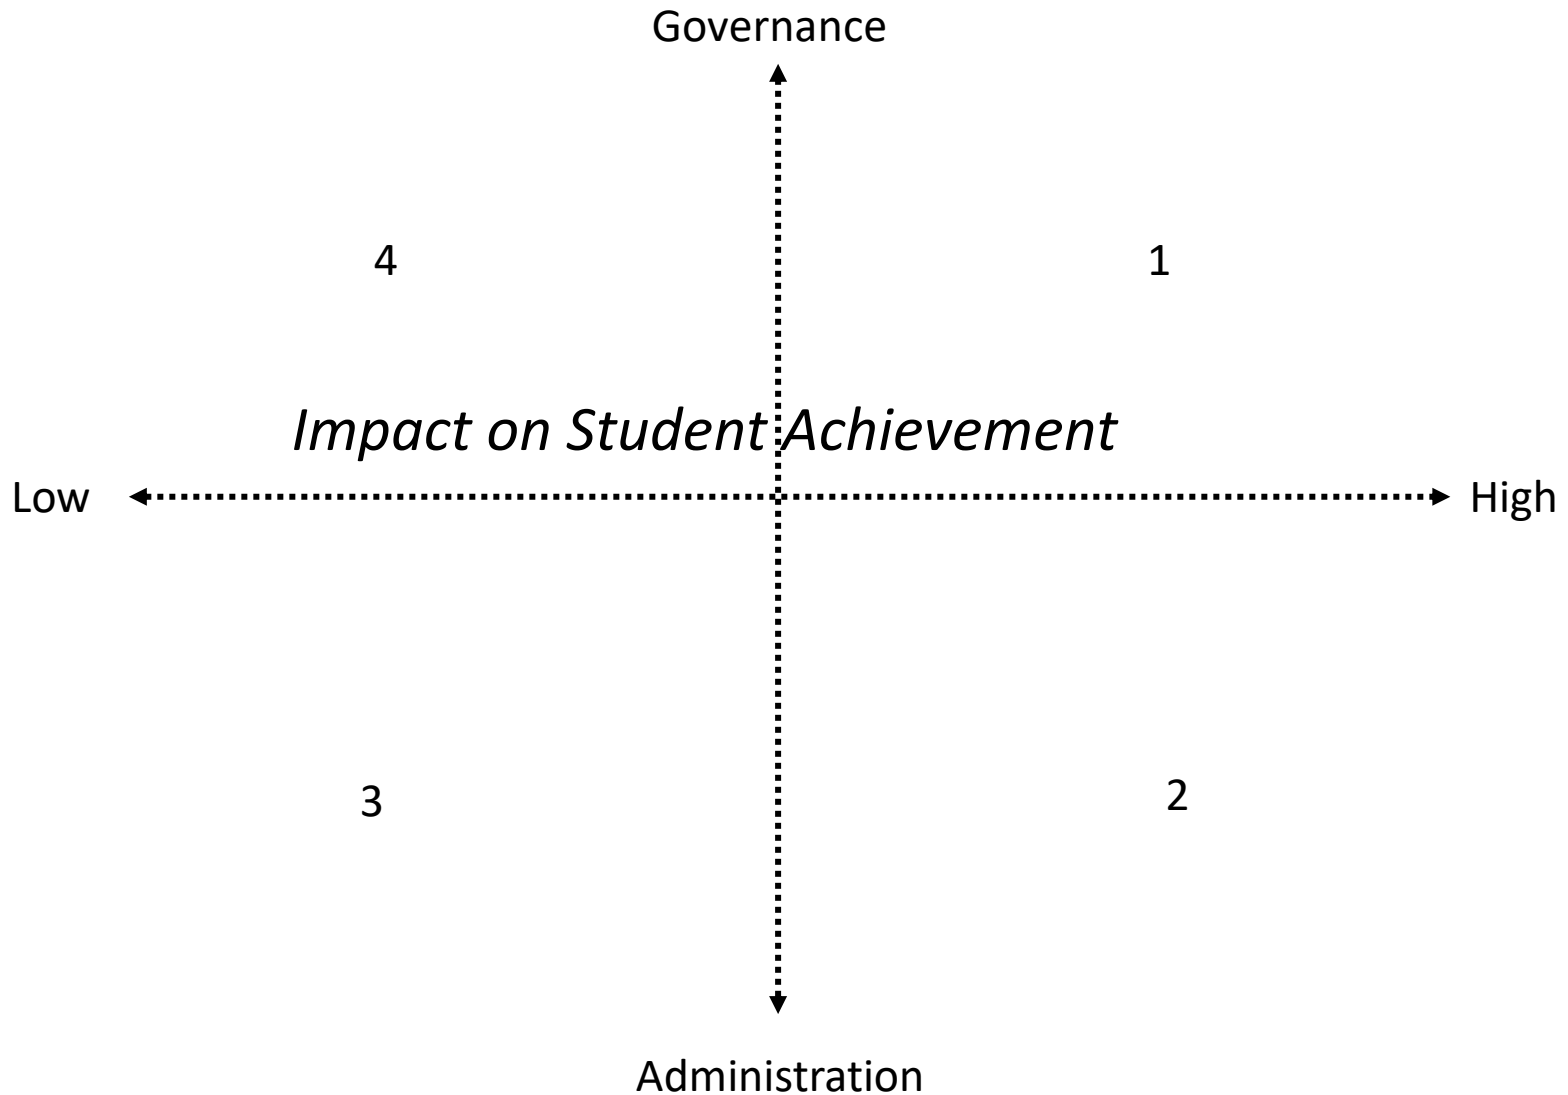 Governance
4
1
Impact on Student Achievement
Low
High
3
2
Administration